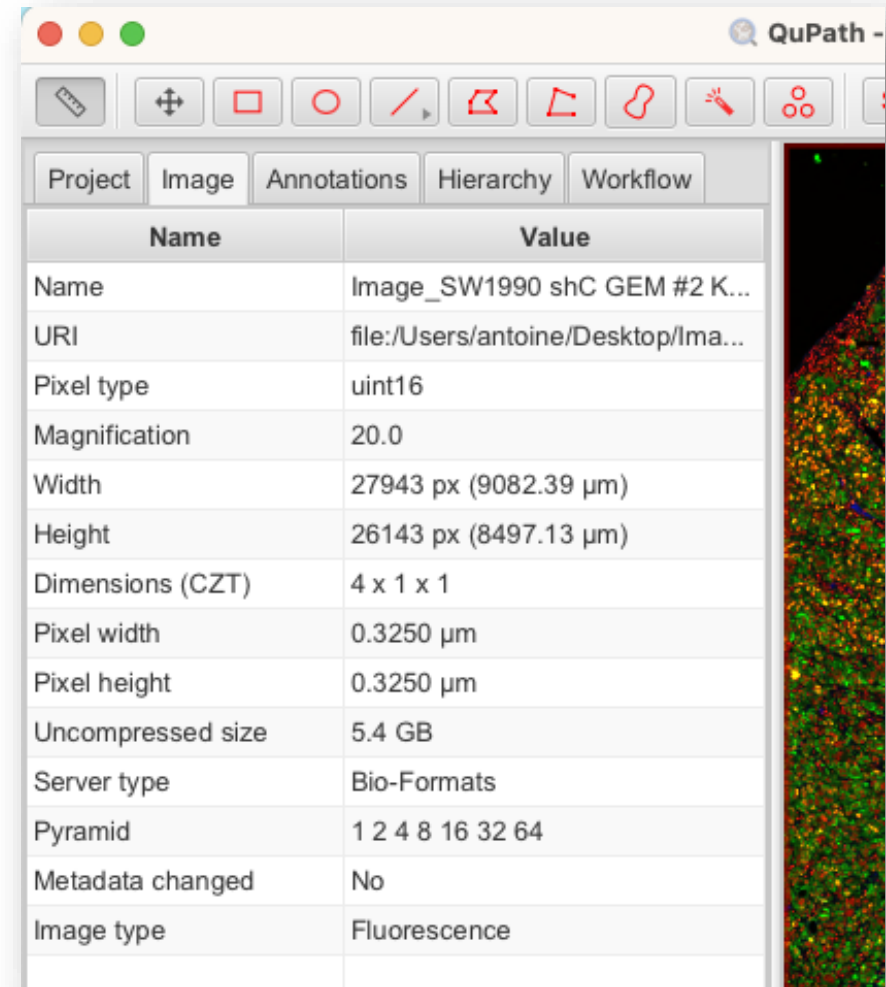 QuPath -
Project Image Annotations Hierarchy Workflow
Name Value
Name Image_SW1990 shC GEM #2 K...
URI file:/Users/antoine/Desktop/Ima...
Pixel type uint16
Magnification 20.0
Width 27943 px (9082.39 µm)
Height 26143 px (8497.13 µm)
Dimensions (CZT) 4 x 1 x 1
Pixel width 0.3250 µm
Pixel height 0.3250 µm
Uncompressed size 5.4 GB
Server type Bio-Formats
Pyramid 1 2 4 8 16 32 64
Metadata changed No
Image type Fluorescence